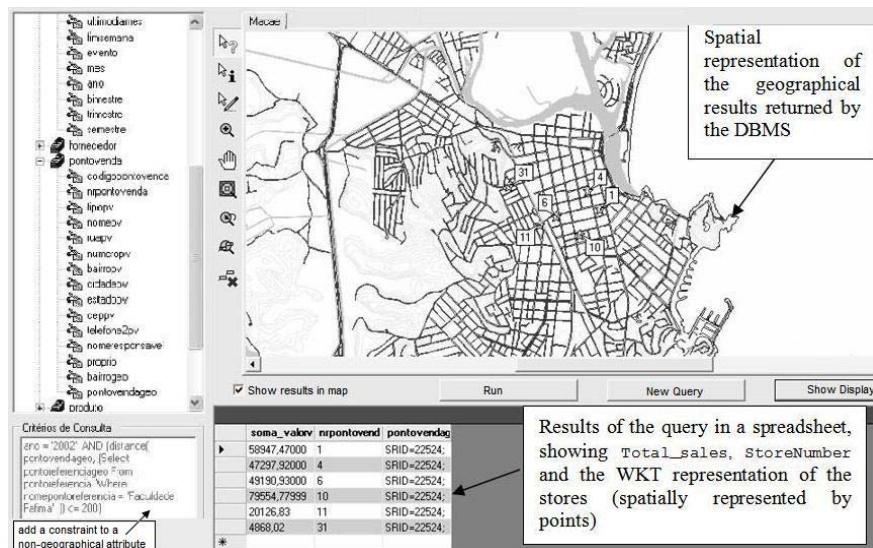 ultimodiames
fimsemana
evento
mes
ano
bimestre
trimestre
semestre
fornecedor
pontovenda
codigopontovenda
nrpontovenda
tipopv
nomepv
ruapv
numeropv
bairropv
cidadepv
estadopv
ceppv
telefone2pv
nomeresponsavel
proprio
bairrogeo
pontovendageo
produto
Critérios de Consulta
ano = '2002' AND (distance(
pontovendageo, (Select
pontoreferenciageo From
pontoreferencia Where
nomepontoreferencia = 'Faculdade
Fatima' )) <= 200)
add a constraint to a
non-geographical attribute
Macae
31
4
1
6
11
10
Spatial
representation of
the geographical
results returned by
the DBMS
Show results in map
Run
New Query
Show Display
soma_valorv nrpontovend pontovendag
58947,47000 1 SRID=22524;
47297,92000 4 SRID=22524;
49190,93000 6 SRID=22524;
79554,77999 10 SRID=22524;
20126,83 11 SRID=22524;
4868,02 31 SRID=22524;
Results of the query in a spreadsheet,
showing Total_sales, StoreNumber
and the WKT representation of the
stores (spatially represented by
points)